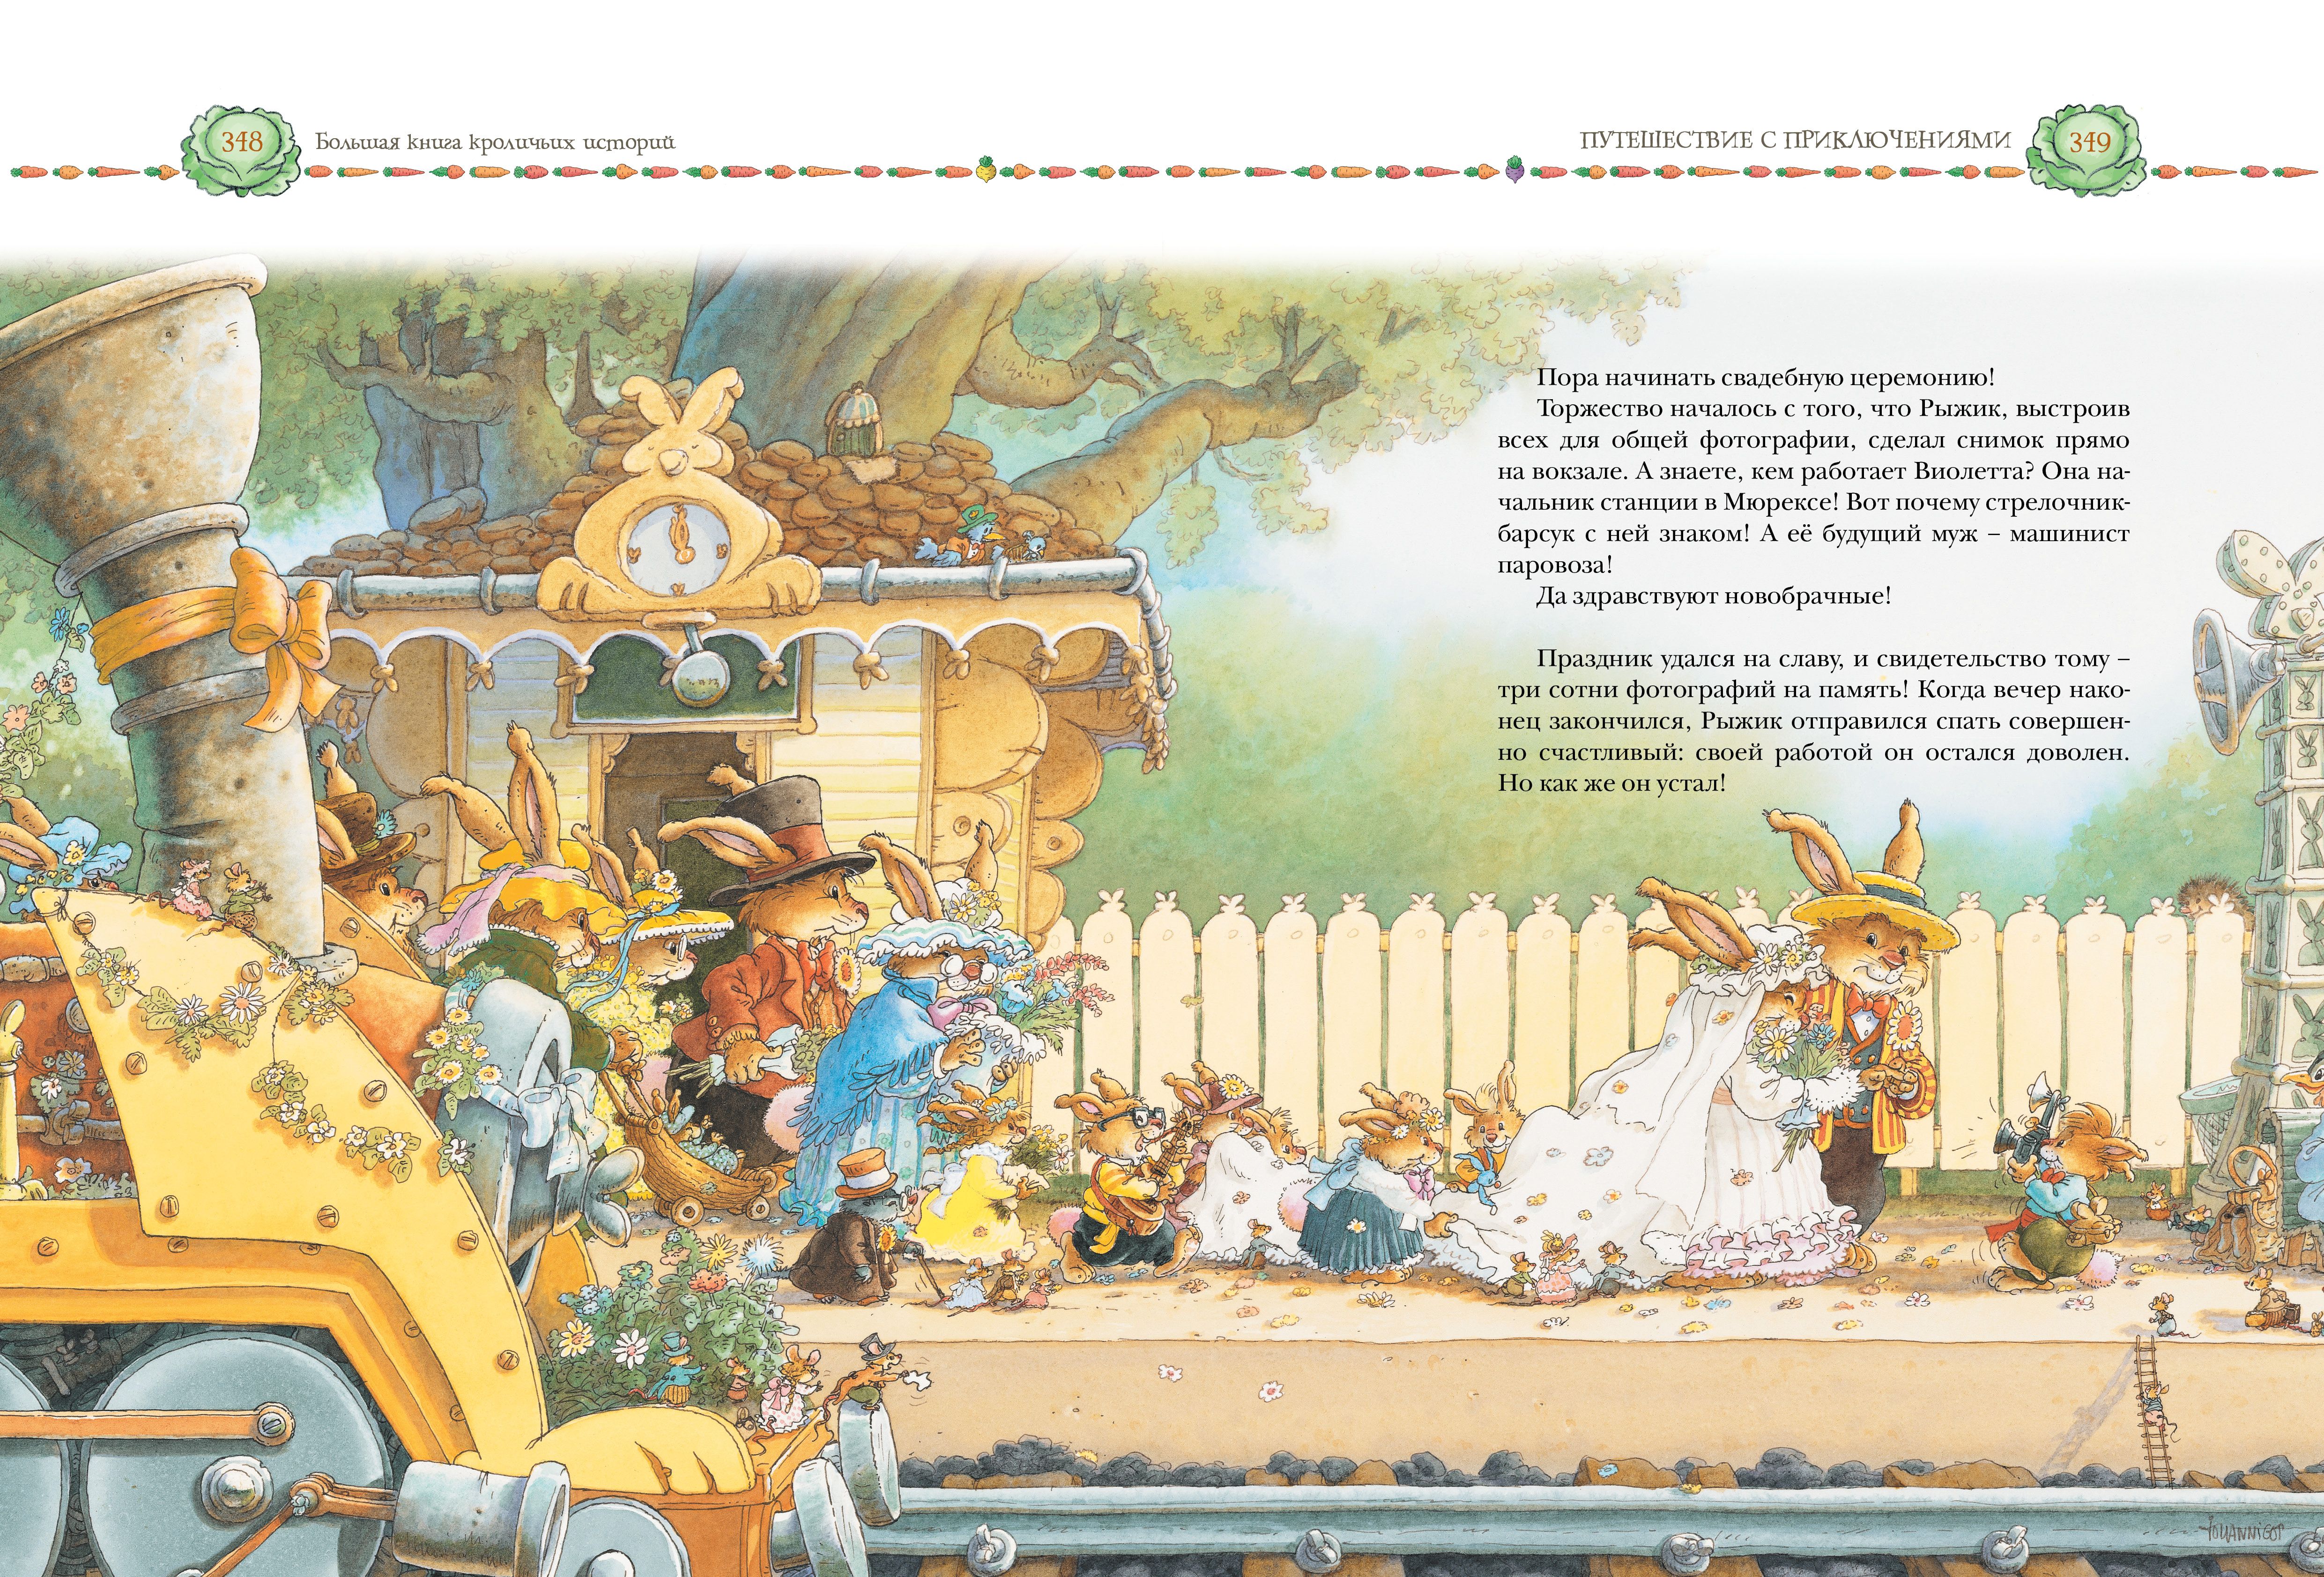 348
Большая книга кроличьих историй
ПУТЕШЕСТВИЕ С ПРИКЛЮЧЕНИЯМИ
349
Пора начинать свадебную церемонию!
Торжество началось с того, что Рыжик, выстроив
всех для общей фотографии, сделал снимок прямо
на вокзале. А знаете, кем работает Виолетта? Она на-
чальник станции в Мюрексе! Вот почему стрелочник-
барсук с ней знаком! А её будущий муж – машинист
паровоза!
Да здравствуют новобрачные!
Праздник удался на славу, и свидетельство тому –
три сотни фотографий на память! Когда вечер нако-
нец закончился, Рыжик отправился спать совершен-
но счастливый: своей работой он остался доволен.
Но как же он устал!